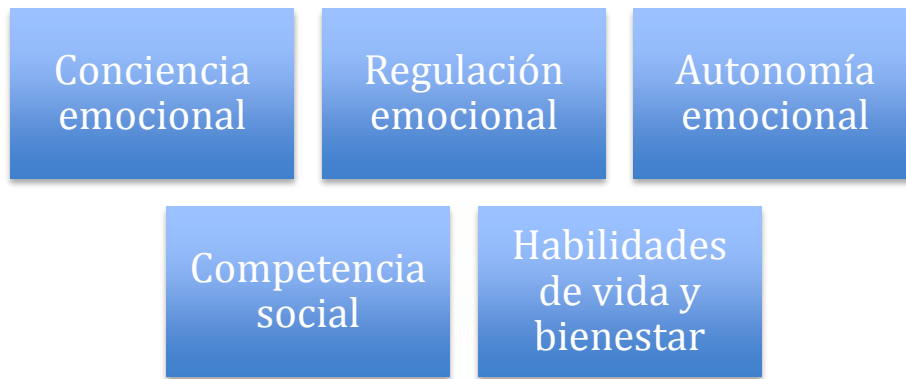 Conciencia
emocional
Regulación
emocional
Autonomía
emocional
Competencia
social
Habilidades
de vida y
bienestar